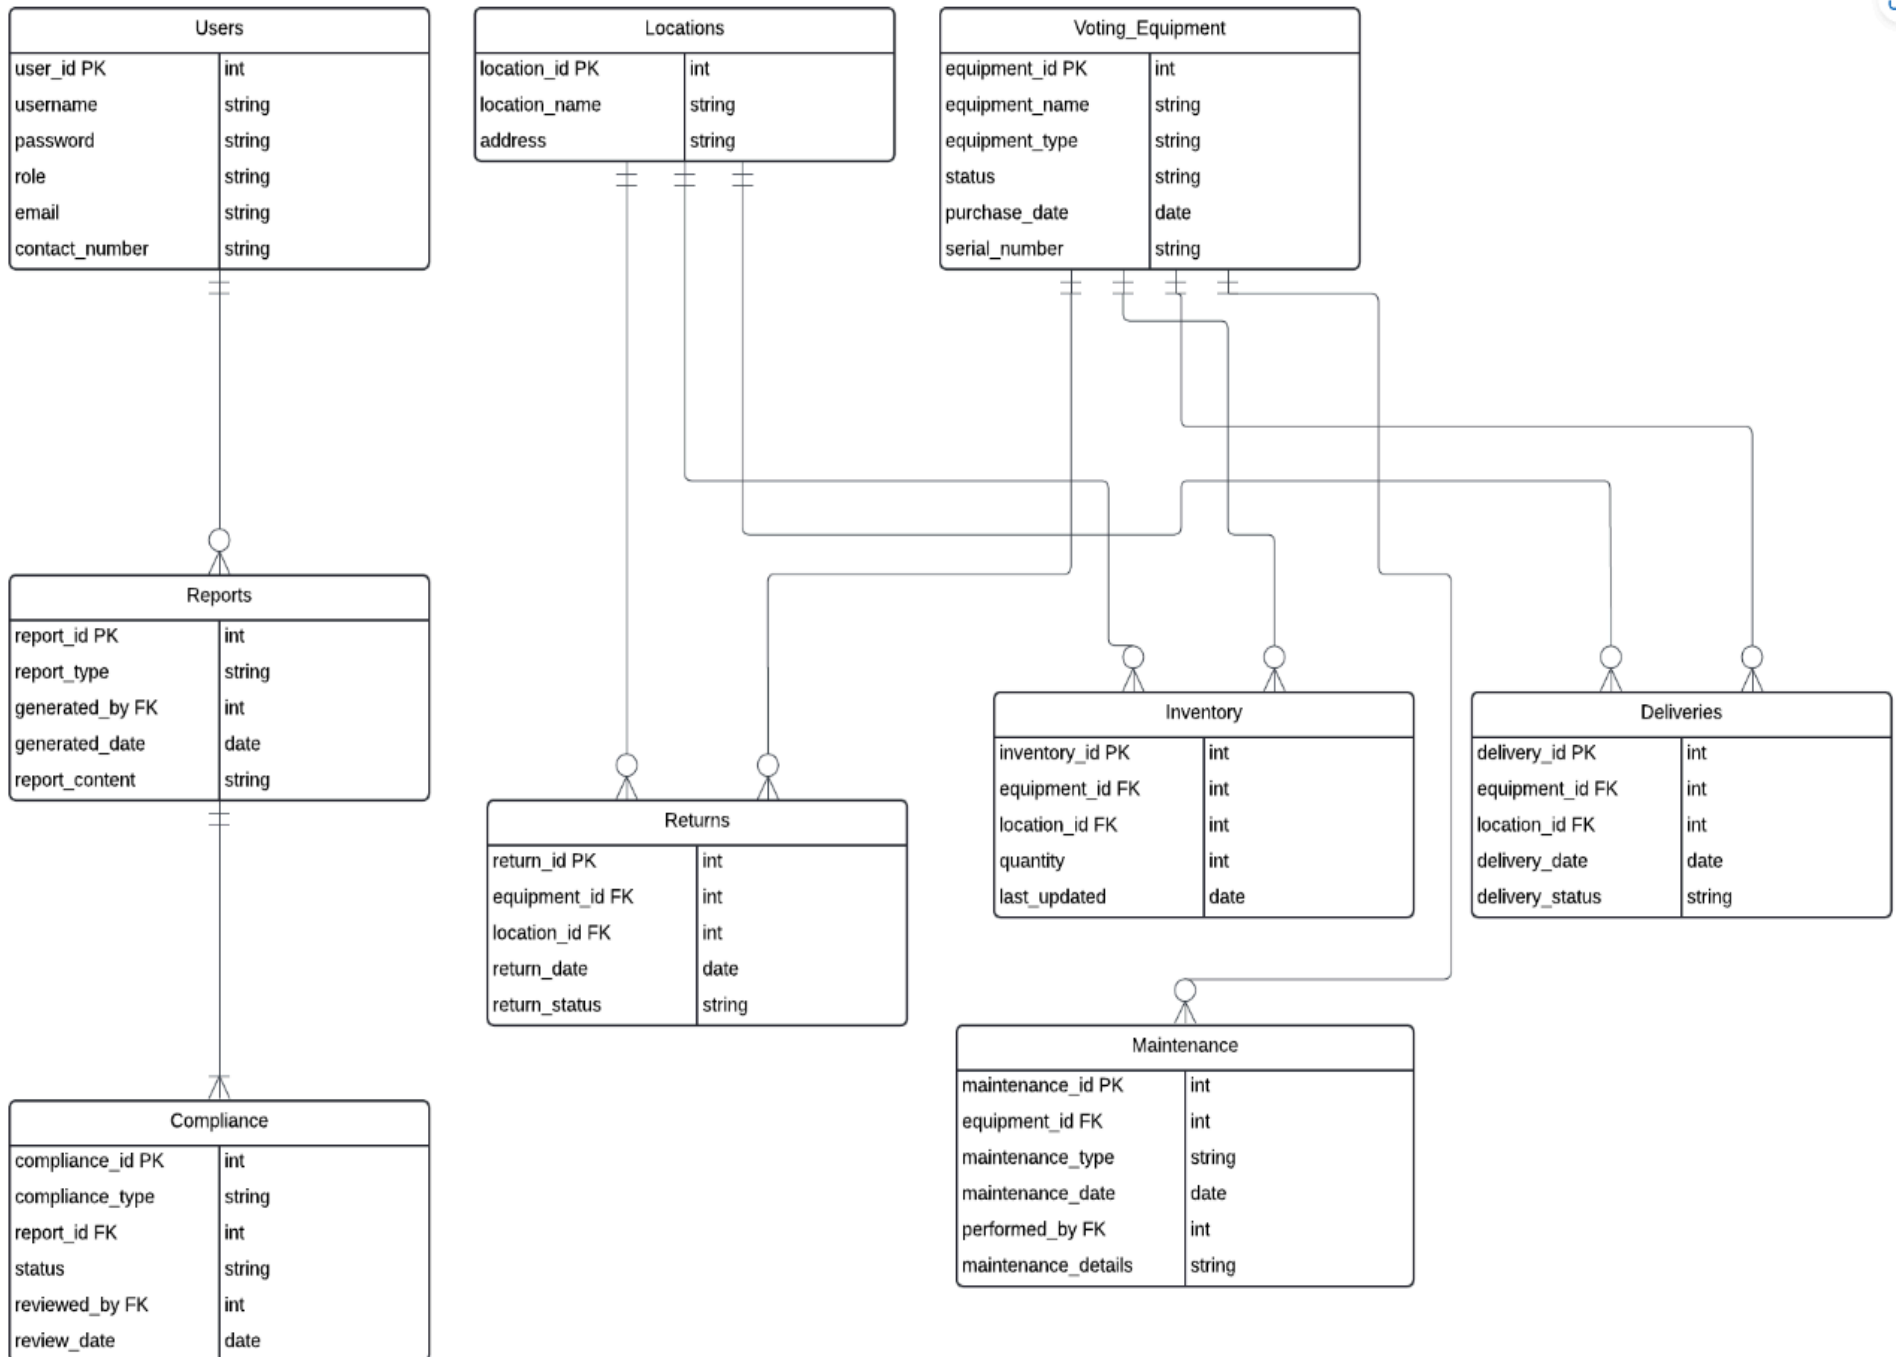 Users
user_id PK int
username string
password string
role string
email string
contact_number string
Locations
location_id PK int
location_name string
address string
Voting_Equipment
equipment_id PK int
equipment_name string
equipment_type string
status string
purchase_date date
serial_number string
Reports
report_id PK int
report_type string
generated_by FK int
generated_date date
report_content string
Returns
return_id PK int
equipment_id FK int
location_id FK int
return_date date
return_status string
Inventory
inventory_id PK int
equipment_id FK int
location_id FK int
quantity int
last_updated date
Deliveries
delivery_id PK int
equipment_id FK int
location_id FK int
delivery_date date
delivery_status string
Compliance
compliance_id PK int
compliance_type string
report_id FK int
status string
reviewed_by FK int
review_date date
Maintenance
maintenance_id PK int
equipment_id FK int
maintenance_type string
maintenance_date date
performed_by FK int
maintenance_details string